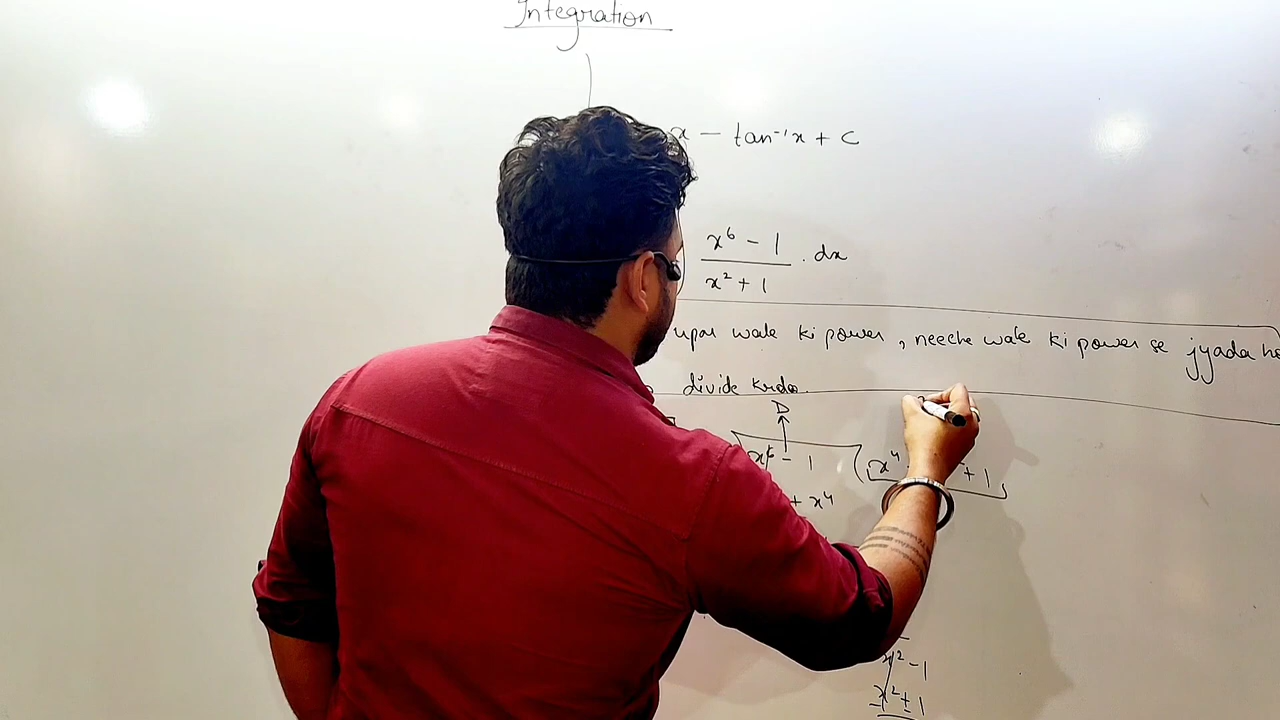 Integration
x - tan⁻¹x + c
x⁶ - 1
x² + 1
. dx
upar wale ki power , neeche wale ki power se jyada ho
divide krdo.
D
x⁶ - 1
x⁴
+ 1
+ x⁴
x² - 1
x² + 1